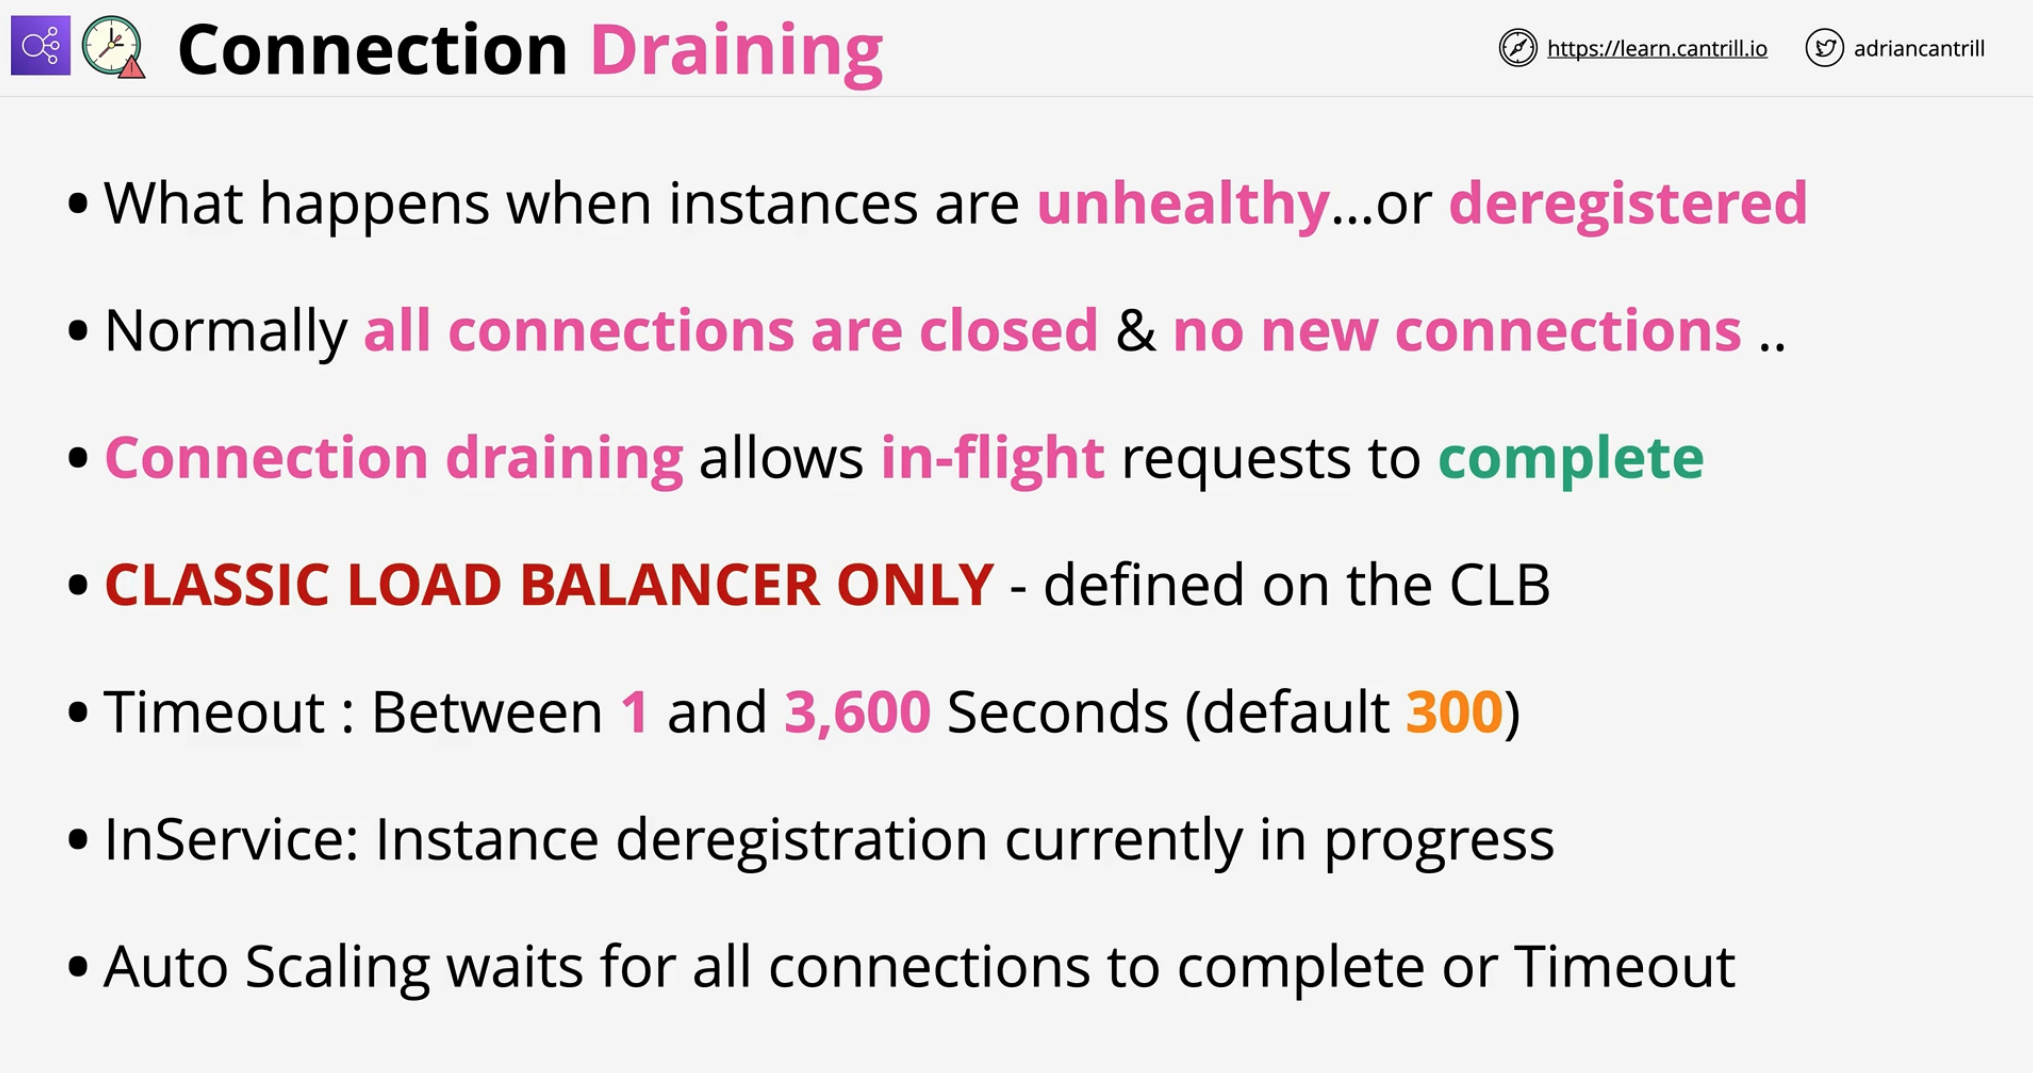 Connection Draining
https://learn.cantrill.io
adriancantrill
• What happens when instances are unhealthy...or deregistered
• Normally all connections are closed & no new connections ..
• Connection draining allows in-flight requests to complete
• CLASSIC LOAD BALANCER ONLY - defined on the CLB
• Timeout : Between 1 and 3,600 Seconds (default 300)
• InService: Instance deregistration currently in progress
• Auto Scaling waits for all connections to complete or Timeout